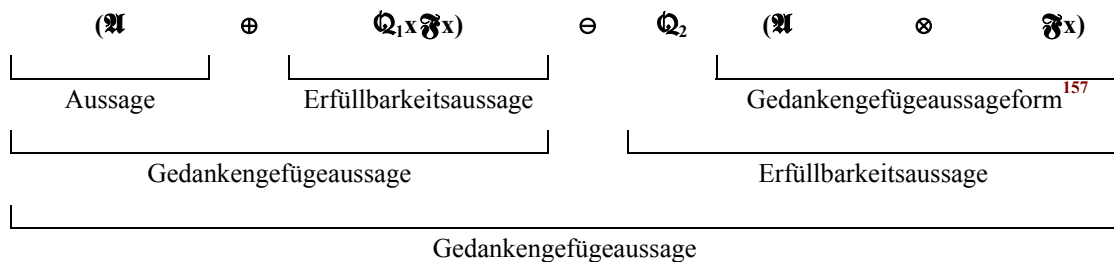 (𝕬 ⊕ 𝕼₁x𝕱x) ⊖ 𝕼₂ (𝕬 ⊗ 𝕱x)
Aussage Erfüllbarkeitsaussage Gedankengefügeaussageform¹⁵⁷
Gedankengefügeaussage Erfüllbarkeitsaussage
Gedankengefügeaussage